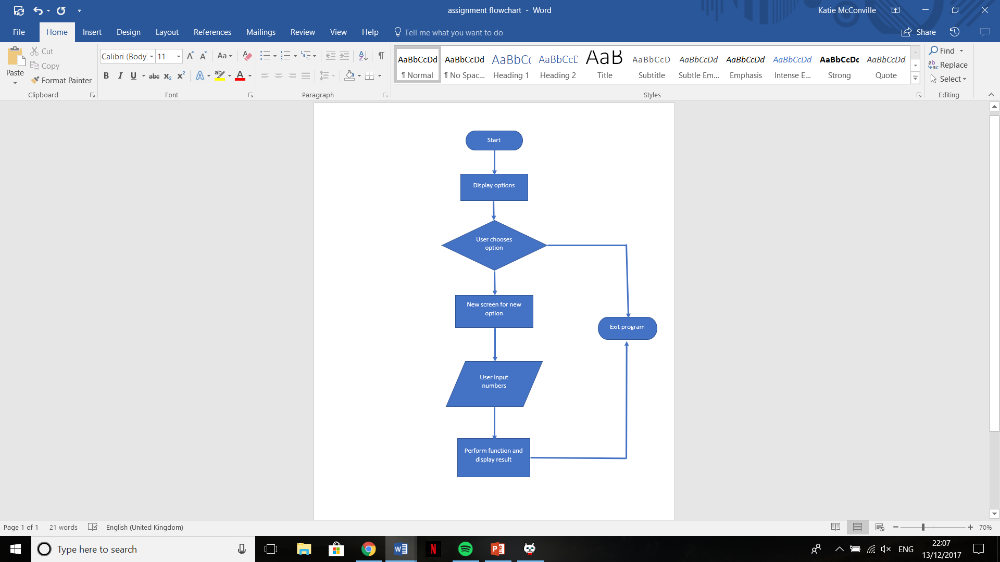 assignment flowchart - Word
Katie McConville
File Home Insert Design Layout References Mailings Review View Help Tell me what you want to do
Share
Paste
Cut
Copy
Format Painter
Clipboard
Calibri (Body) 11
Aa
B I U abc x₂ x²
A A
Font
Paragraph
AaBbCcDd AaBbCcDd AaBbCc AaBbCcD AaB AaBbCcD AaBbCcDd AaBbCcDd AaBbCcDd AaBbCcDc AaBbCcDd
¶ Normal ¶ No Spac... Heading 1 Heading 2 Title Subtitle Subtle Em... Emphasis Intense E... Strong Quote
Styles
Find
Replace
Select
Editing
Start
Display options
User chooses
option
New screen for new
option
Exit program
User input
numbers
Perform function and
display result
Page 1 of 1 21 words English (United Kingdom)
70%
Type here to search
ENG
22:07
13/12/2017